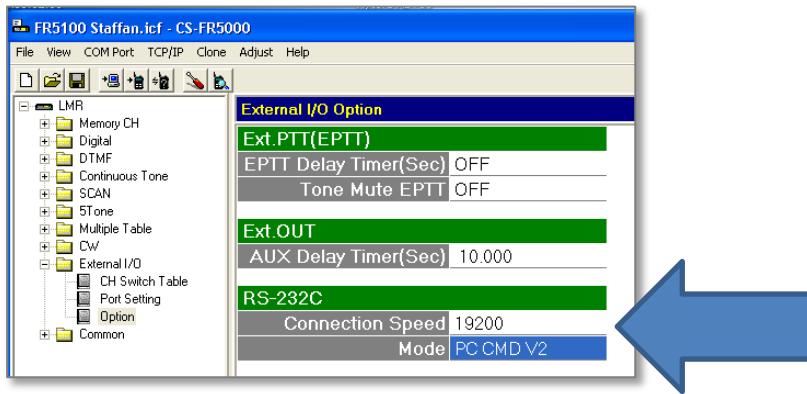 FR5100 Staffan.icf - CS-FR5000
File View COM Port TCP/IP Clone Adjust Help
LMR
Memory CH
Digital
DTMF
Continuous Tone
SCAN
5Tone
Multiple Table
CW
External I/O
CH Switch Table
Port Setting
Option
Common
External I/O Option
Ext.PTT(EPTT)
EPTT Delay Timer(Sec) OFF
Tone Mute EPTT OFF
Ext.OUT
AUX Delay Timer(Sec) 10.000
RS-232C
Connection Speed 19200
Mode PC CMD V2